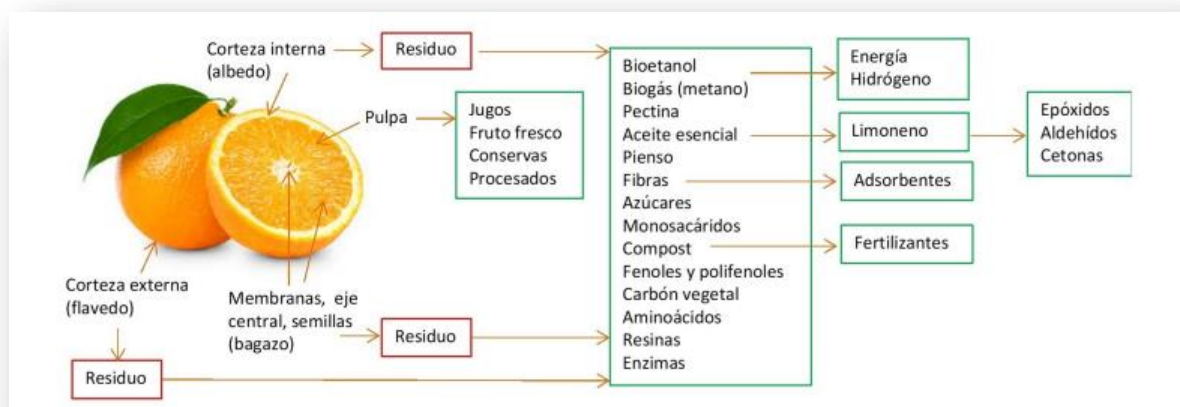 Corteza interna
(albedo)
Residuo
Pulpa
Jugos
Fruto fresco
Conservas
Procesados
Corteza externa
(flavedo)
Residuo
Membranas, eje
central, semillas
(bagazo)
Residuo
Bioetanol
Biogás (metano)
Pectina
Aceite esencial
Pienso
Fibras
Azúcares
Monosacáridos
Compost
Fenoles y polifenoles
Carbón vegetal
Aminoácidos
Resinas
Enzimas
Energía
Hidrógeno
Limoneno
Adsorbentes
Fertilizantes
Epóxidos
Aldehídos
Cetonas